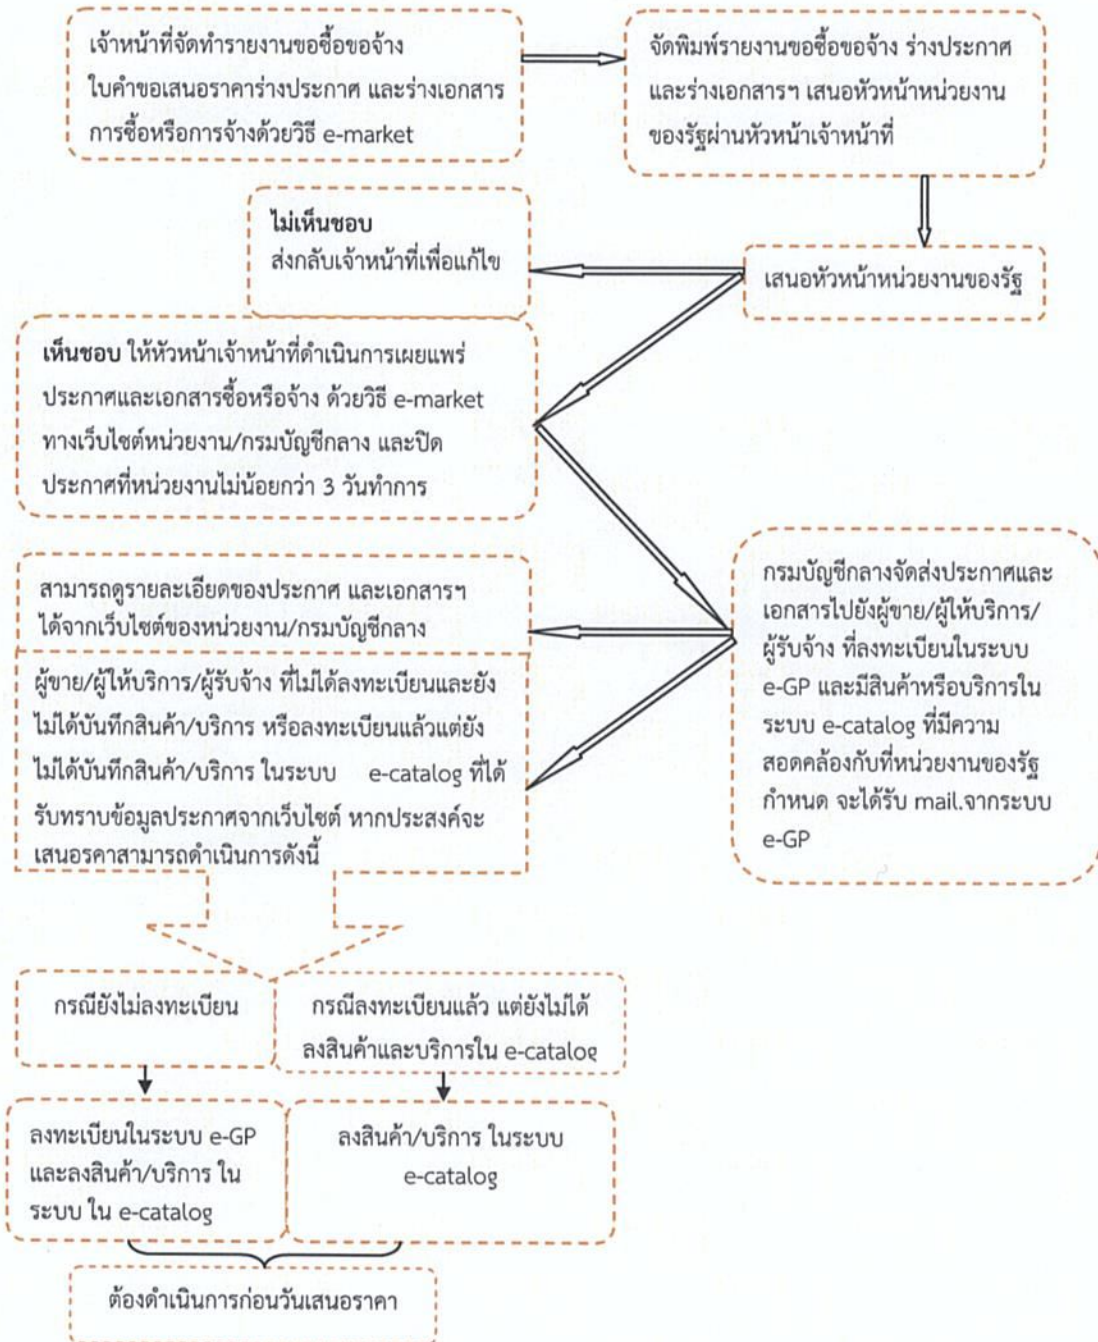 เจ้าหน้าที่จัดทำรายงานขอซื้อขอจ้าง
ใบคำขอเสนอราคาร่างประกาศ และร่างเอกสาร
การซื้อหรือการจ้างด้วยวิธี e-market
จัดพิมพ์รายงานขอซื้อขอจ้าง ร่างประกาศ
และร่างเอกสารฯ เสนอหัวหน้าหน่วยงาน
ของรัฐผ่านหัวหน้าเจ้าหน้าที่
ไม่เห็นชอบ
ส่งกลับเจ้าหน้าที่เพื่อแก้ไข
เสนอหัวหน้าหน่วยงานของรัฐ
เห็นชอบ ให้หัวหน้าเจ้าหน้าที่ดำเนินการเผยแพร่
ประกาศและเอกสารซื้อหรือจ้าง ด้วยวิธี e-market
ทางเว็บไซต์หน่วยงาน/กรมบัญชีกลาง และปิด
ประกาศที่หน่วยงานไม่น้อยกว่า 3 วันทำการ
กรมบัญชีกลางจัดส่งประกาศและ
เอกสารไปยังผู้ขาย/ผู้ให้บริการ/
ผู้รับจ้าง ที่ลงทะเบียนในระบบ
e-GP และมีสินค้าหรือบริการใน
ระบบ e-catalog ที่มีความ
สอดคล้องกับที่หน่วยงานของรัฐ
กำหนด จะได้รับ mail.จากระบบ
e-GP
สามารถดูรายละเอียดของประกาศ และเอกสารฯ
ได้จากเว็บไซต์ของหน่วยงาน/กรมบัญชีกลาง
ผู้ขาย/ผู้ให้บริการ/ผู้รับจ้าง ที่ไม่ได้ลงทะเบียนและยัง
ไม่ได้บันทึกสินค้า/บริการ หรือลงทะเบียนแล้วแต่ยัง
ไม่ได้บันทึกสินค้า/บริการ ในระบบ e-catalog ที่ได้
รับทราบข้อมูลประกาศจากเว็บไซต์ หากประสงค์จะ
เสนอรคาสามารถดำเนินการดังนี้
กรณียังไม่ลงทะเบียน
กรณีลงทะเบียนแล้ว แต่ยังไม่ได้
ลงสินค้าและบริการใน e-catalog
ลงทะเบียนในระบบ e-GP
และลงสินค้า/บริการ ใน
ระบบ ใน e-catalog
ลงสินค้า/บริการ ในระบบ
e-catalog
ต้องดำเนินการก่อนวันเสนอราคา